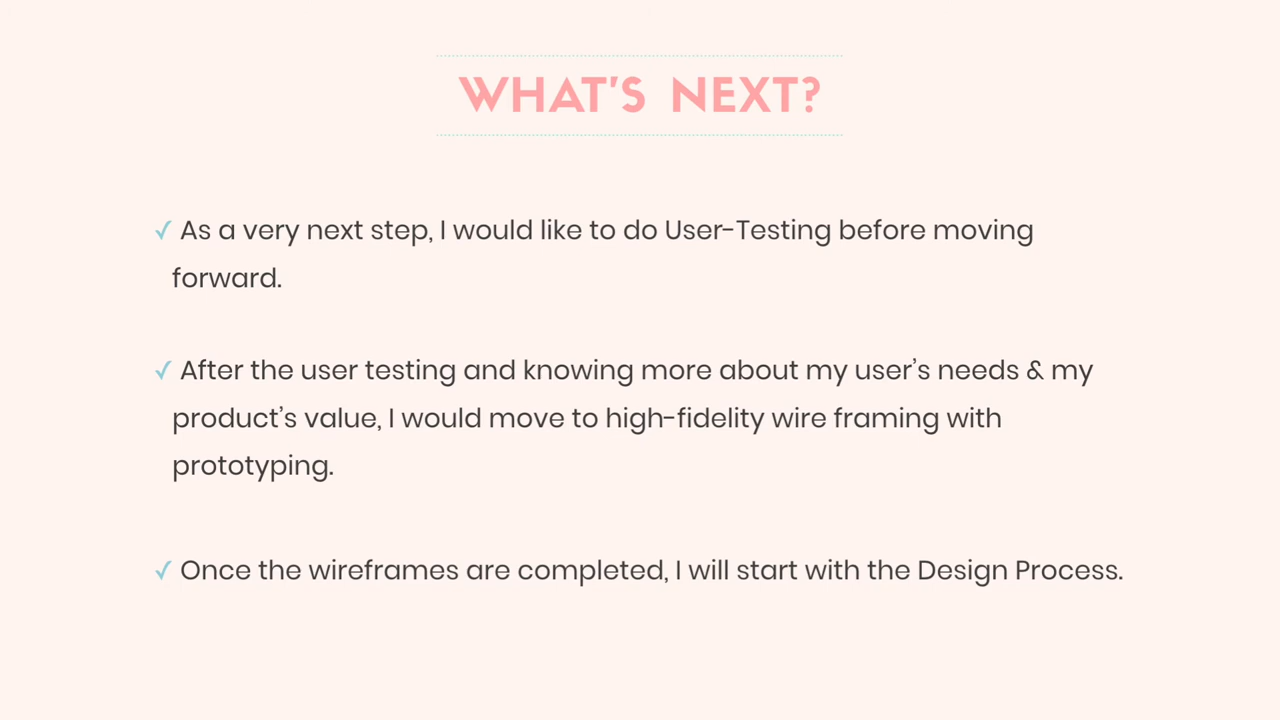 WHAT'S NEXT?
✓ As a very next step, I would like to do User-Testing before moving
forward.
✓ After the user testing and knowing more about my user’s needs & my
product’s value, I would move to high-fidelity wire framing with
prototyping.
✓ Once the wireframes are completed, I will start with the Design Process.